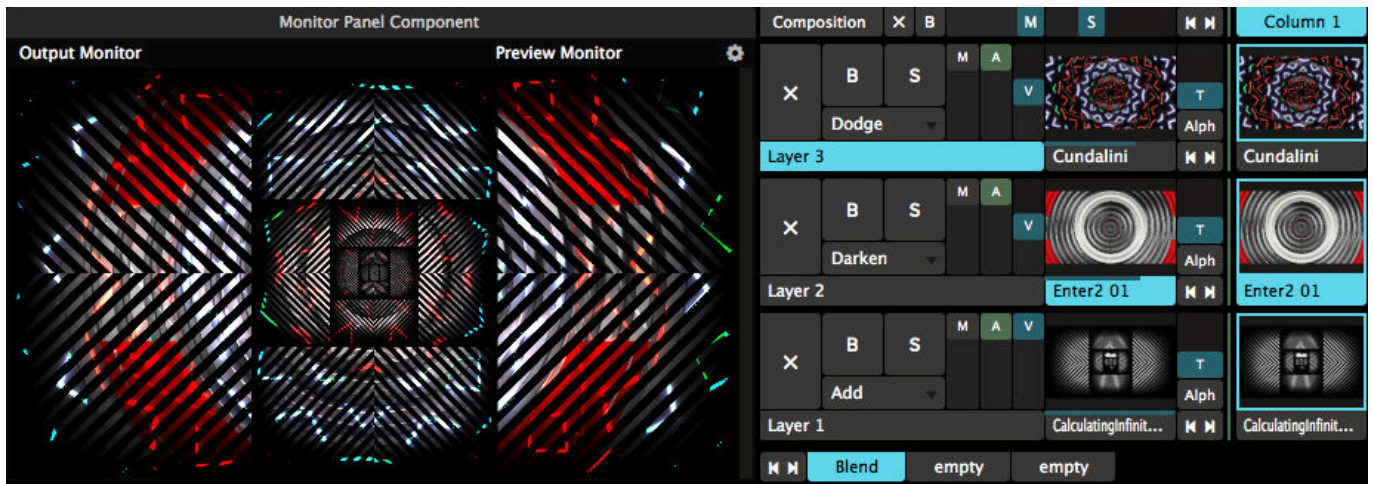 Monitor Panel Component
Output Monitor Preview Monitor
Composition × B M S Column 1
× B S M A V T
Dodge Alph
Layer 3 Cundalini Cundalini
× B S M A V T
Darken Alph
Layer 2 Enter2 01 Enter2 01
× B S M A V T
Add Alph
Layer 1 CalculatingInfinit... CalculatingInfinit...
Blend empty empty